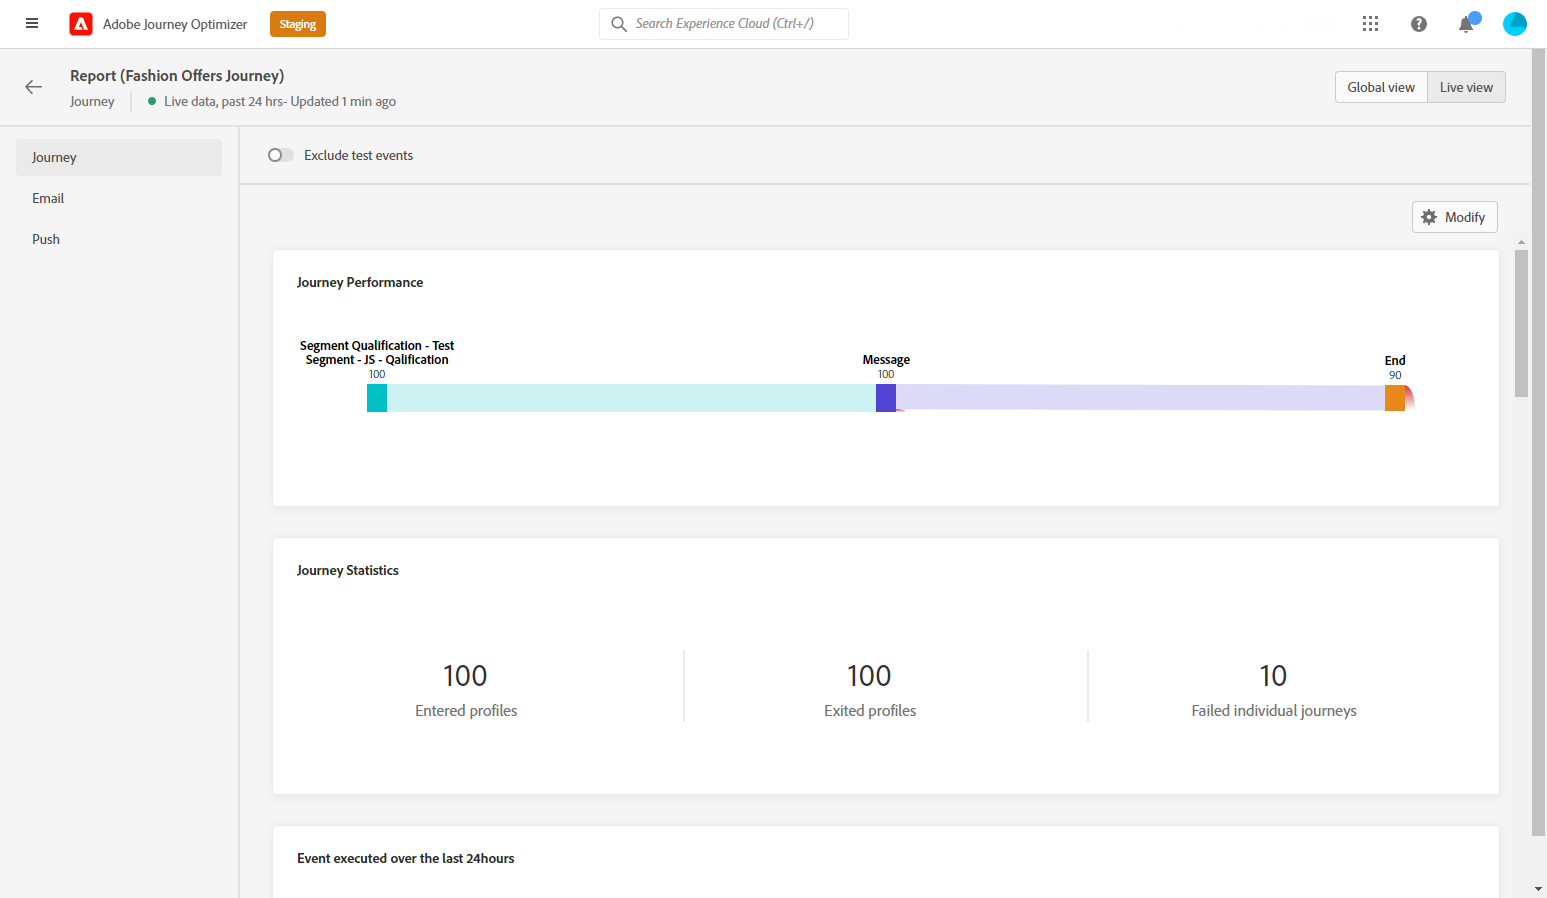 Adobe Journey Optimizer
Staging
Search Experience Cloud (Ctrl+/)
Report (Fashion Offers Journey)
Journey
Live data, past 24 hrs- Updated 1 min ago
Global view
Live view
Journey
Email
Push
Exclude test events
Modify
Journey Performance
Segment Qualification - Test
Segment - JS - Qalification
100
Message
100
End
90
Journey Statistics
100
Entered profiles
100
Exited profiles
10
Failed individual journeys
Event executed over the last 24hours